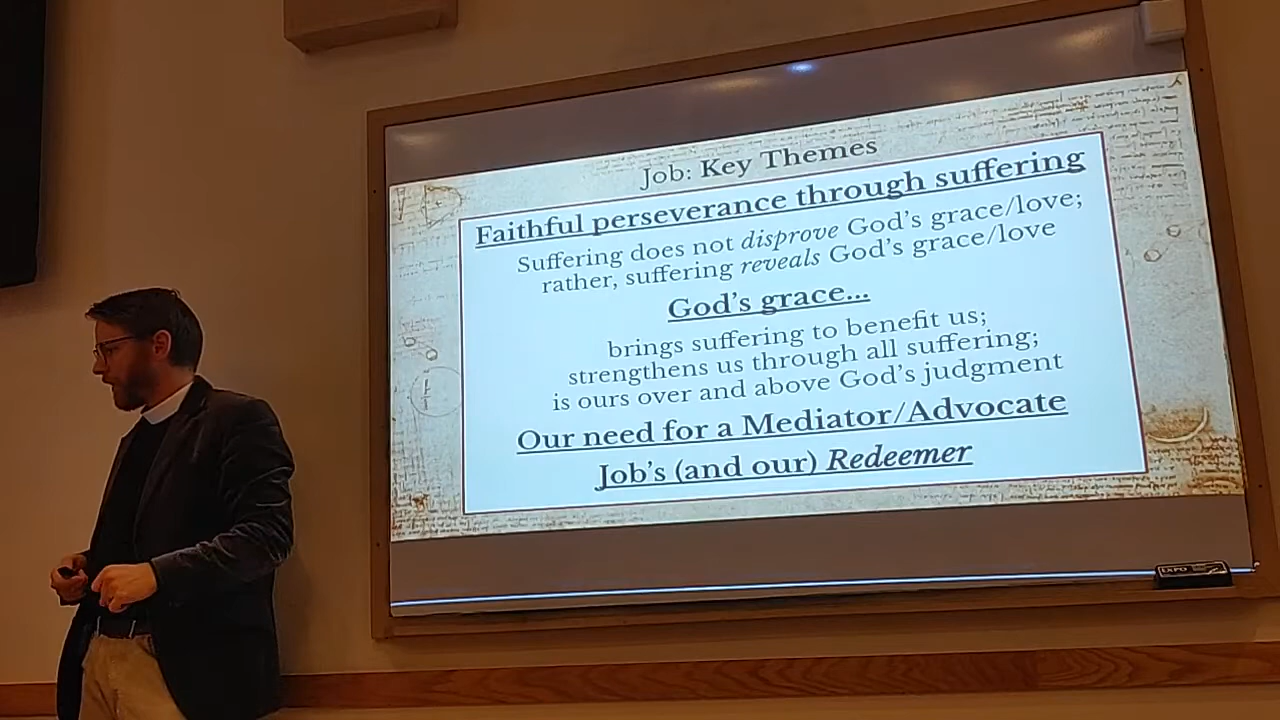 Job: Key Themes
Faithful perseverance through suffering
Suffering does not disprove God's grace/love;
rather, suffering reveals God's grace/love
God's grace...
brings suffering to benefit us;
strengthens us through all suffering;
is ours over and above God's judgment
Our need for a Mediator/Advocate
Job's (and our) Redeemer
EXPO